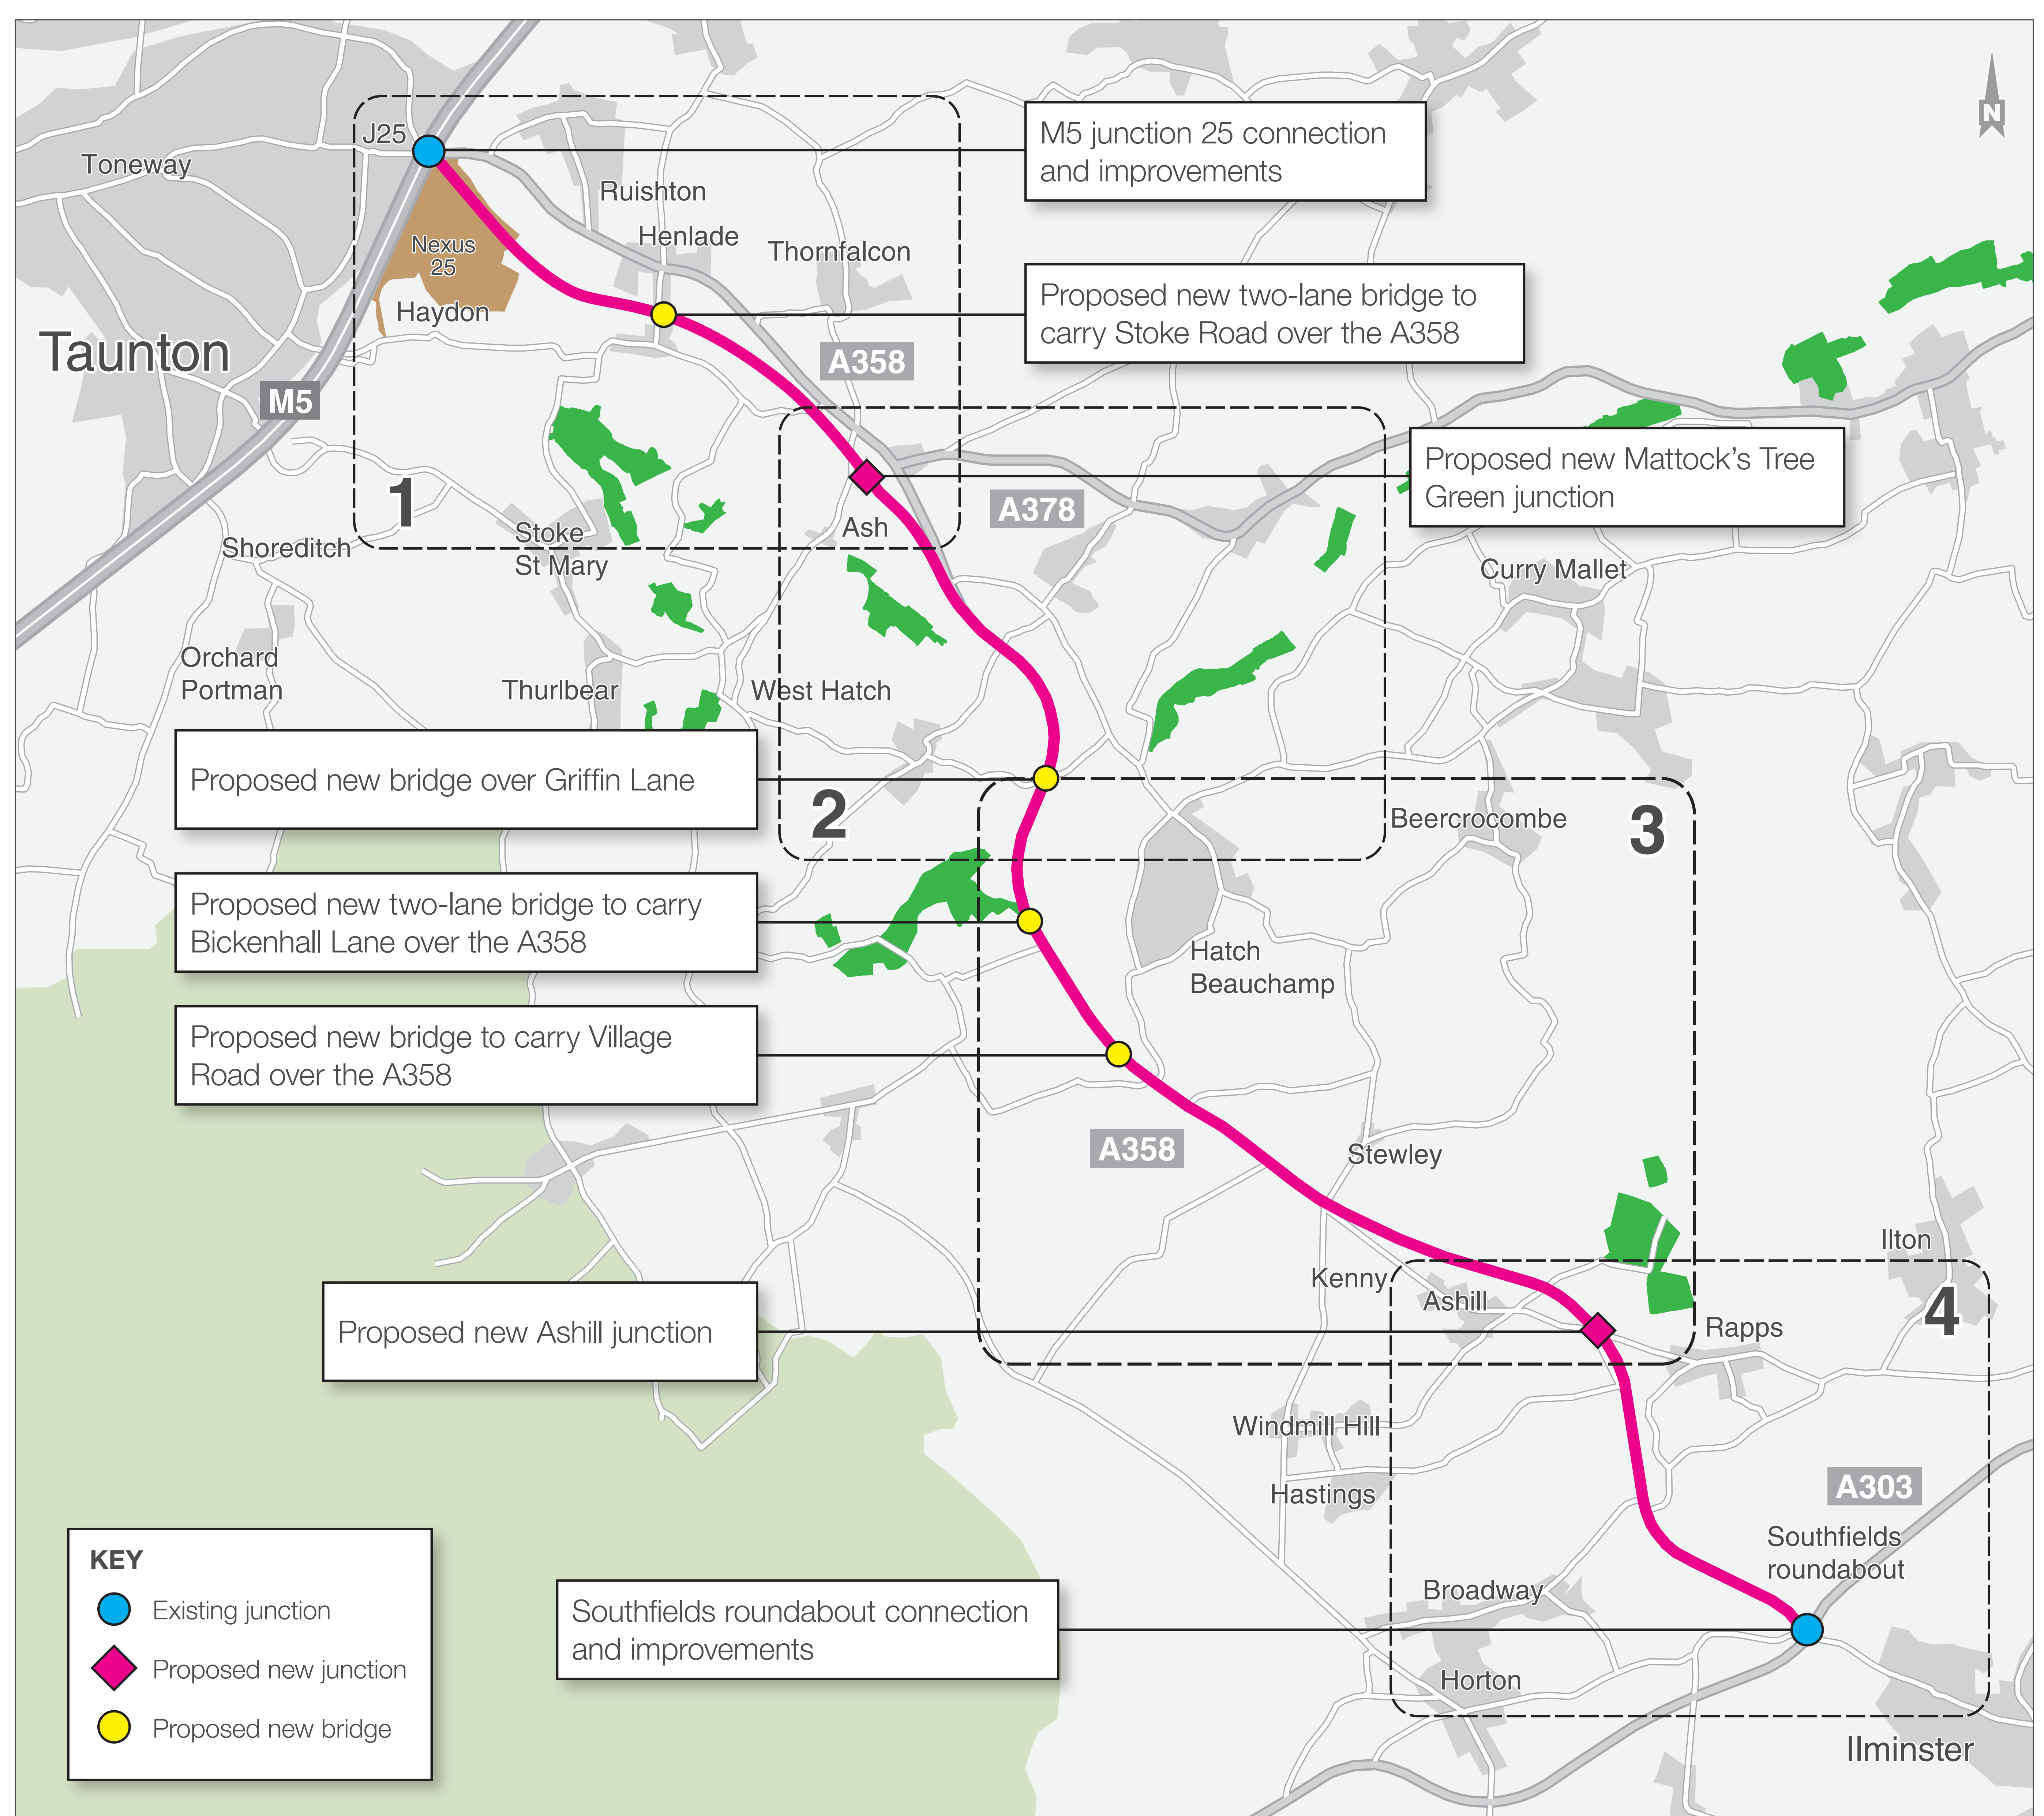 N
J25
Toneway
M5 junction 25 connection
and improvements
Ruishton
Henlade
Thornfalcon
Nexus
25
Haydon
Proposed new two-lane bridge to
carry Stoke Road over the A358
Taunton
A358
M5
Proposed new Mattock's Tree
Green junction
1
A378
Ash
Stoke
St Mary
Shoreditch
Curry Mallet
Orchard
Portman
Thurlbear
West Hatch
Proposed new bridge over Griffin Lane
2
Beercrocombe
3
Proposed new two-lane bridge to carry
Bickenhall Lane over the A358
Hatch
Beauchamp
Proposed new bridge to carry Village
Road over the A358
A358
Stewley
Ilton
Kenny
Ashill
4
Rapps
Proposed new Ashill junction
Windmill Hill
Hastings
A303
Southfields
roundabout
Broadway
Southfields roundabout connection
and improvements
Horton
Ilminster
KEY
Existing junction
Proposed new junction
Proposed new bridge